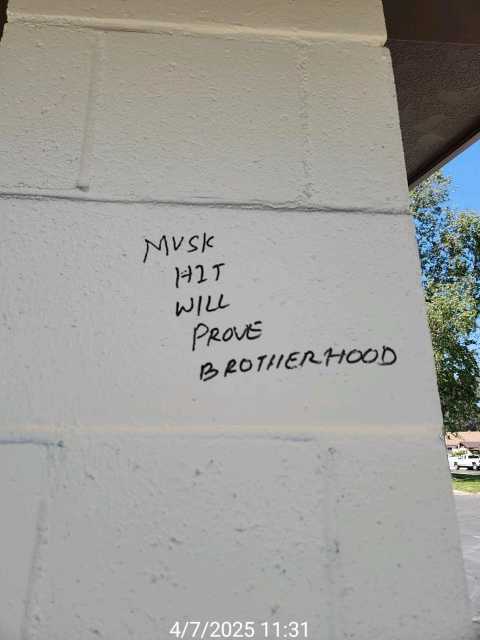 MUSK
HIT
WILL
PROVE
BROTHERHOOD
4/7/2025 11:31